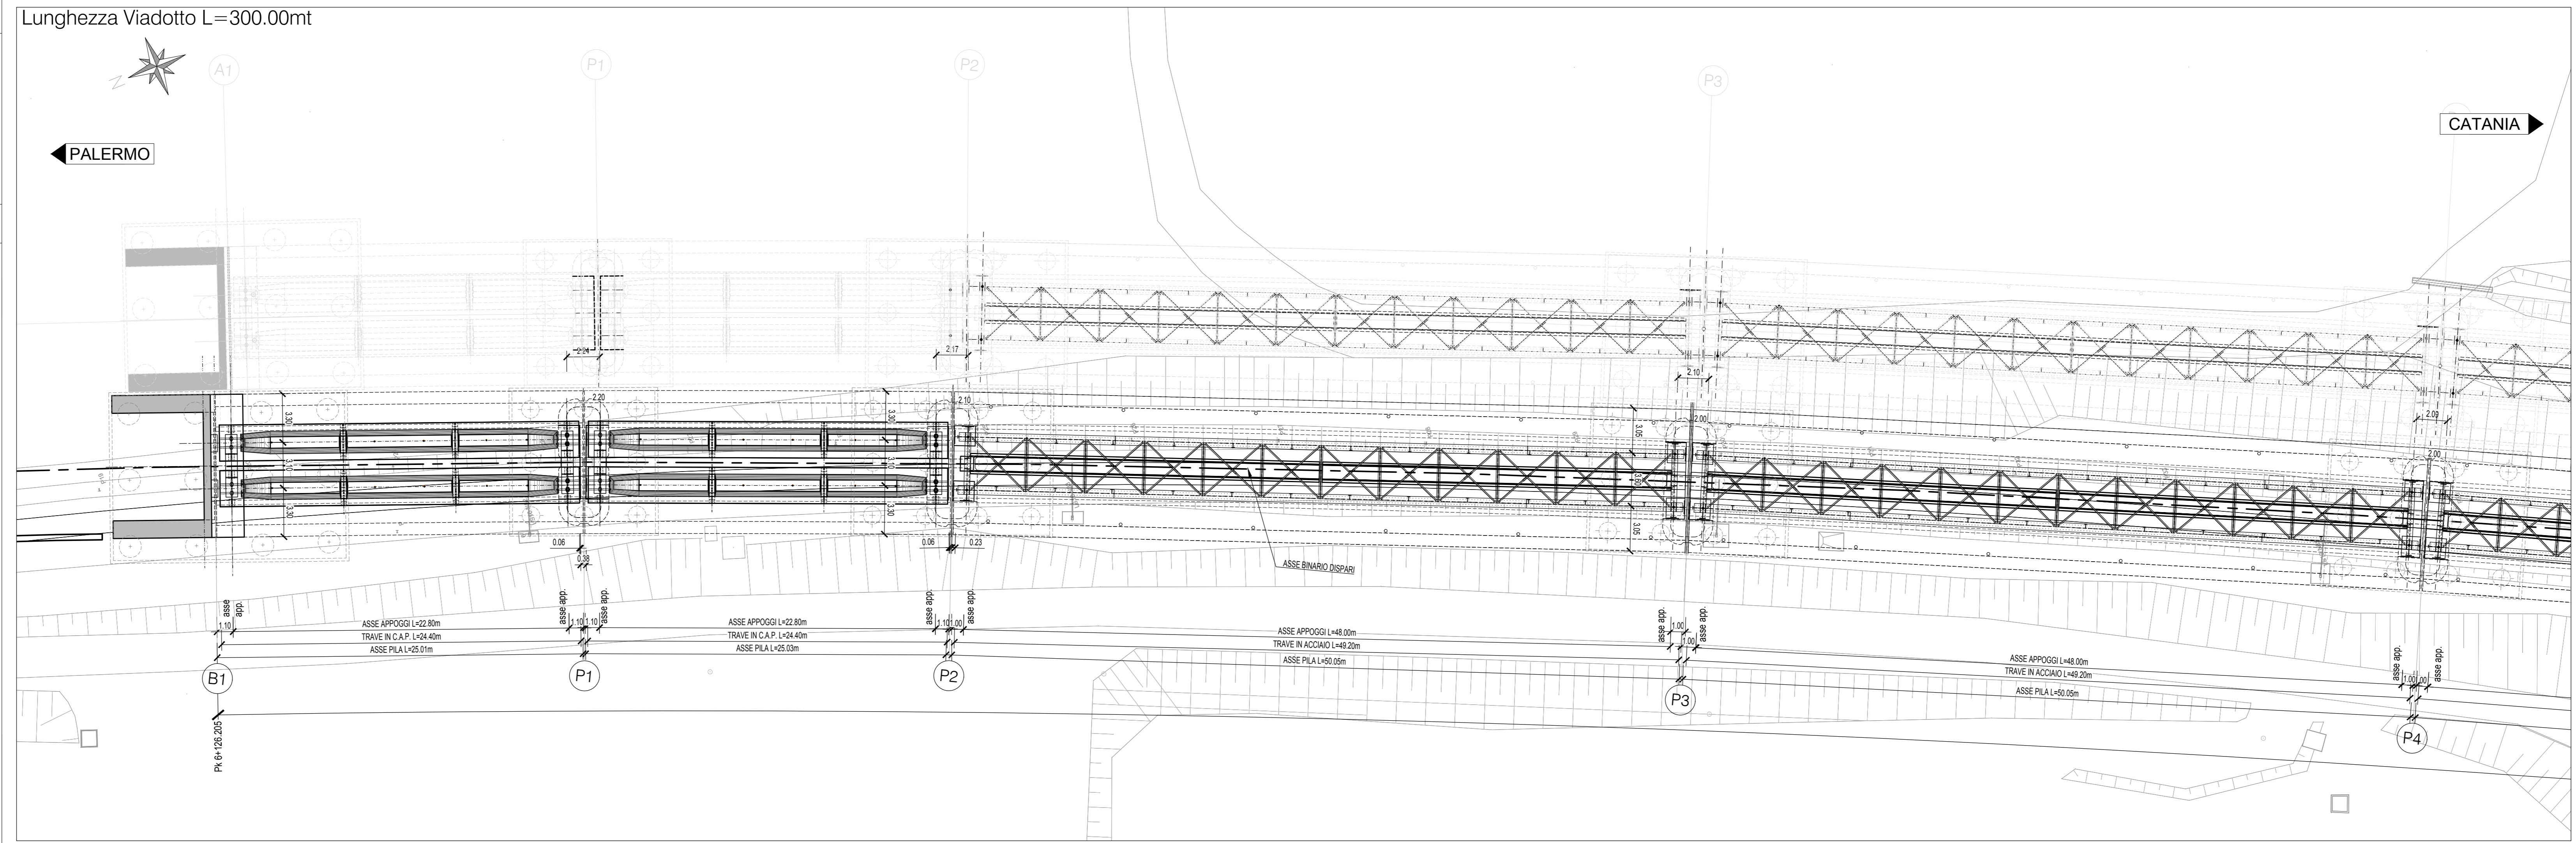 Lunghezza Viadotto L=300.00mt
N
A1
P1
P2
P3
PALERMO
CATANIA
2.24
2.17
2.10
2.09
3.30
2.20
3.30
2.10
3.05
2.00
2.00
3.10
3.10
3.60
3.30
3.30
3.05
0.06
0.38
0.06
0.23
ASSE BINARIO DISPARI
asse app.
asse app.
asse app.
asse app.
asse app.
asse app.
asse app.
asse app.
asse app.
1.10
ASSE APPOGGI L=22.80m
1.10
1.10
ASSE APPOGGI L=22.80m
1.10
1.00
ASSE APPOGGI L=48.00m
1.00
1.00
ASSE APPOGGI L=48.00m
1.00
1.00
TRAVE IN C.A.P. L=24.40m
TRAVE IN C.A.P. L=24.40m
TRAVE IN ACCIAIO L=49.20m
TRAVE IN ACCIAIO L=49.20m
ASSE PILA L=25.01m
ASSE PILA L=25.03m
ASSE PILA L=50.05m
ASSE PILA L=50.05m
B1
P1
P2
P3
P4
Pk 6+126.205